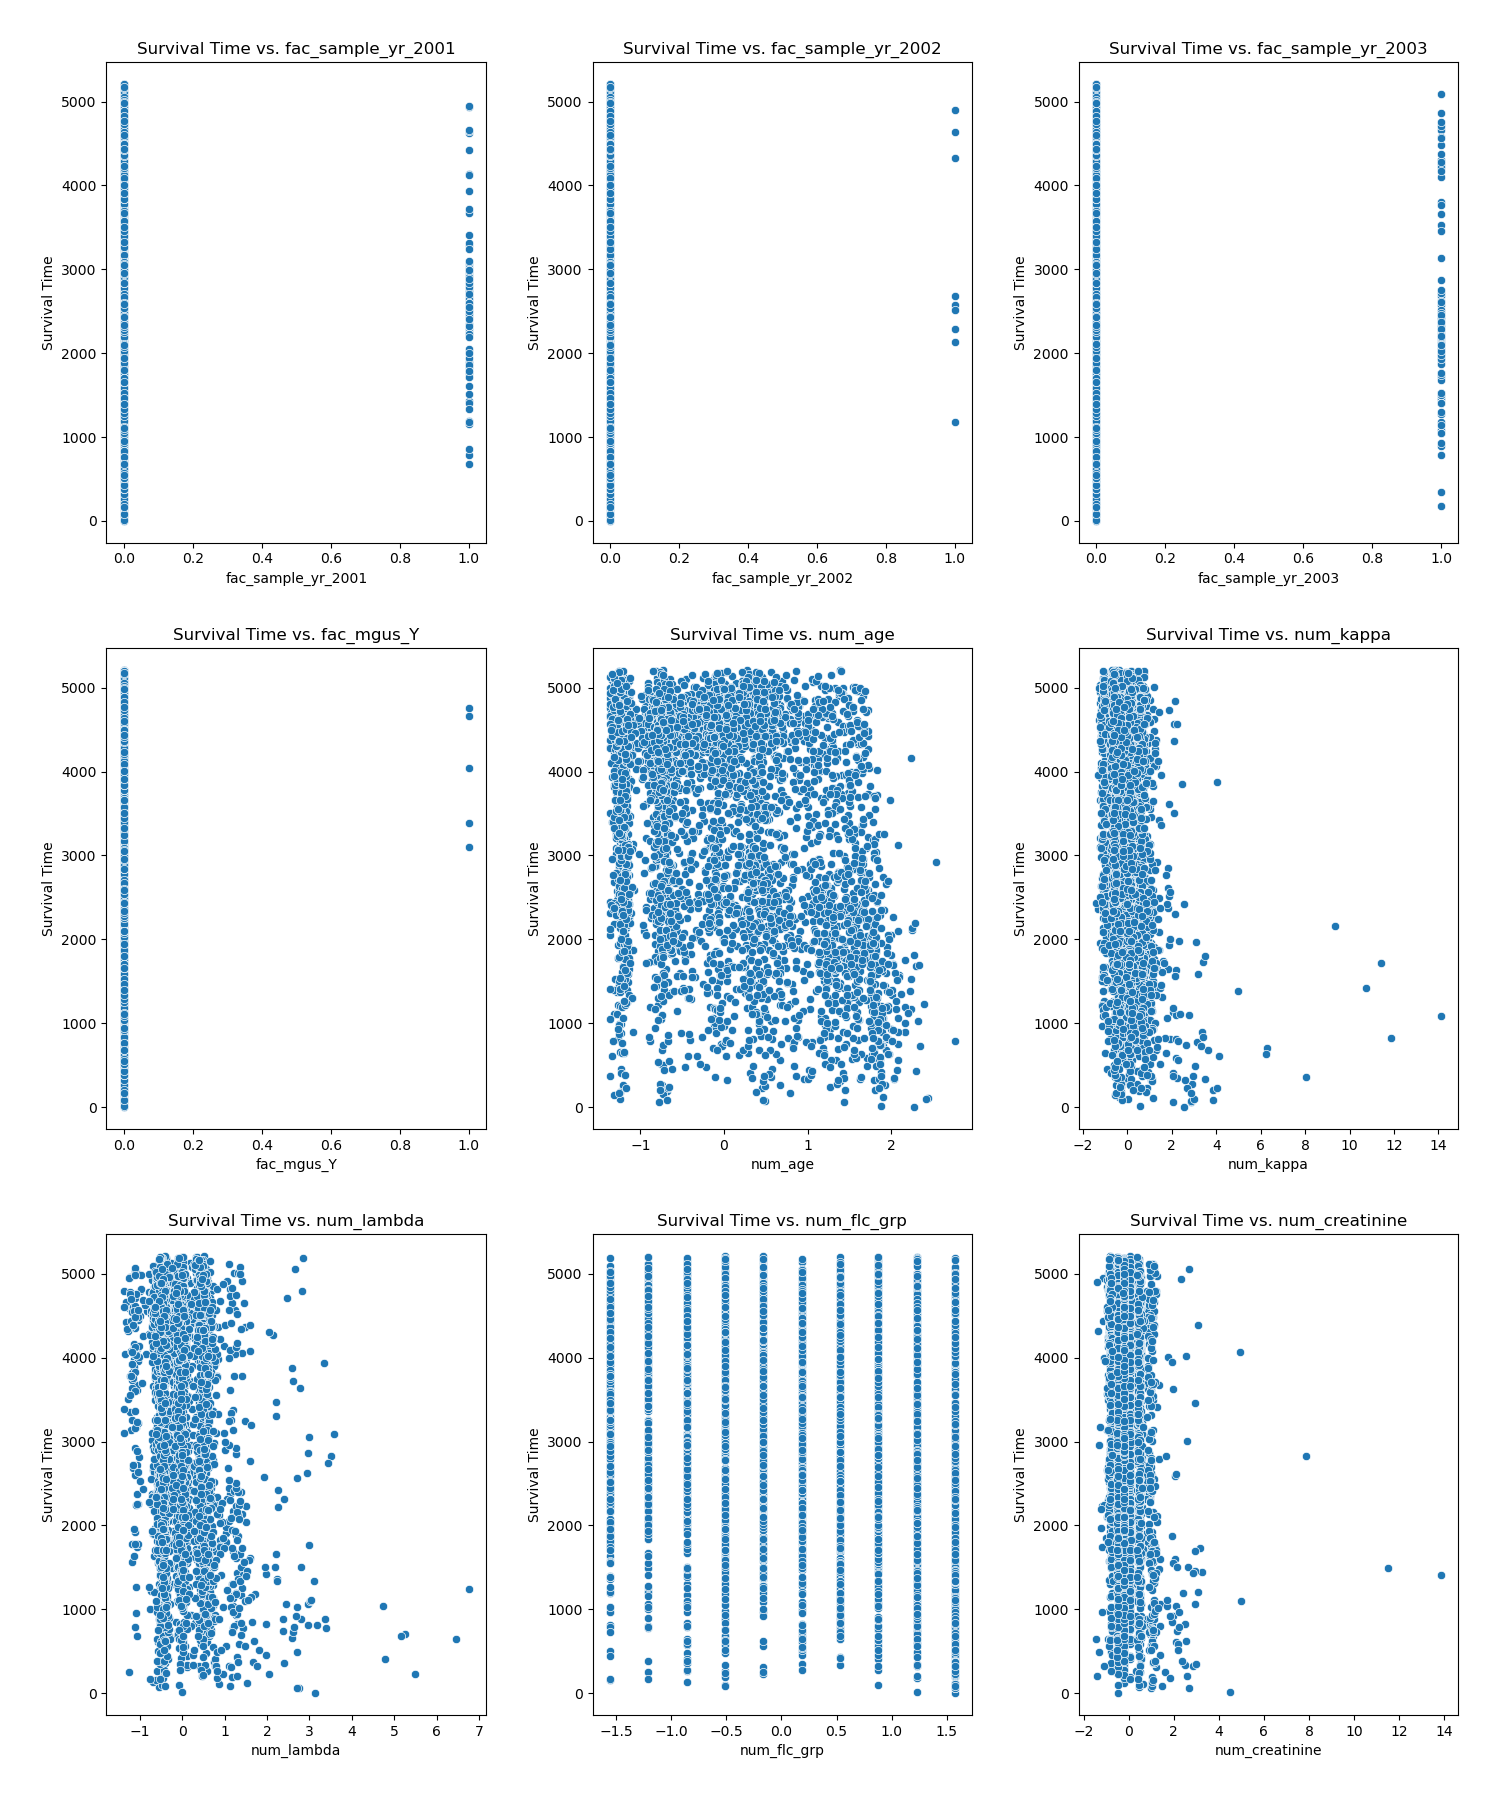 Survival Time vs. fac_sample_yr_2001
Survival Time vs. fac_sample_yr_2002
Survival Time vs. fac_sample_yr_2003
5000
4000
3000
2000
1000
0
Survival Time
0.0 0.2 0.4 0.6 0.8 1.0
fac_sample_yr_2001
5000
4000
3000
2000
1000
0
Survival Time
0.0 0.2 0.4 0.6 0.8 1.0
fac_sample_yr_2002
5000
4000
3000
2000
1000
0
Survival Time
0.0 0.2 0.4 0.6 0.8 1.0
fac_sample_yr_2003
Survival Time vs. fac_mgus_Y
Survival Time vs. num_age
Survival Time vs. num_kappa
5000
4000
3000
2000
1000
0
Survival Time
0.0 0.2 0.4 0.6 0.8 1.0
fac_mgus_Y
5000
4000
3000
2000
1000
0
Survival Time
−1 0 1 2
num_age
5000
4000
3000
2000
1000
0
Survival Time
−2 0 2 4 6 8 10 12 14
num_kappa
Survival Time vs. num_lambda
Survival Time vs. num_flc_grp
Survival Time vs. num_creatinine
5000
4000
3000
2000
1000
0
Survival Time
−1 0 1 2 3 4 5 6 7
num_lambda
5000
4000
3000
2000
1000
0
Survival Time
−1.5 −1.0 −0.5 0.0 0.5 1.0 1.5
num_flc_grp
5000
4000
3000
2000
1000
0
Survival Time
−2 0 2 4 6 8 10 12 14
num_creatinine